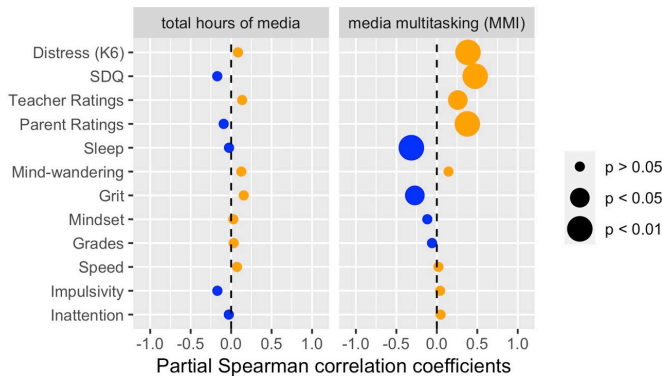 total hours of media
media multitasking (MMI)
Distress (K6)
SDQ
Teacher Ratings
Parent Ratings
Sleep
Mind-wandering
Grit
Mindset
Grades
Speed
Impulsivity
Inattention
p > 0.05
p < 0.05
p < 0.01
-1.0 -0.5 0.0 0.5 1.0 -1.0 -0.5 0.0 0.5 1.0
Partial Spearman correlation coefficients